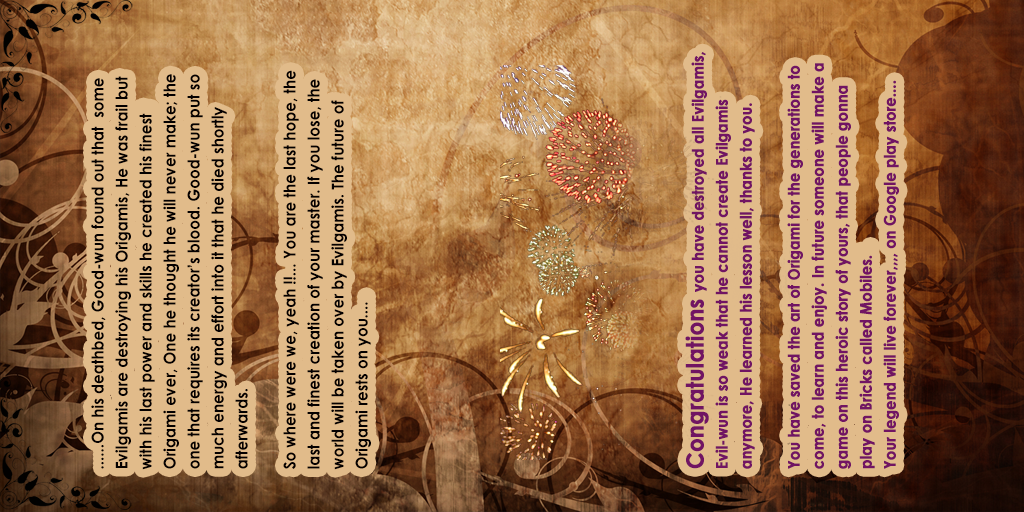 ......On his deathbed, Good-wun found out that some
Evilgamis are destroying his Origamis, He was frail but
with his last power and skills he created his finest
Origami ever, One he thought he will never make; the
one that requires its creator's blood. Good-wun put so
much energy and effort into it that he died shortly
afterwards.
So where were we, yeah !!... You are the last hope, the
last and finest creation of your master. If you lose, the
world will be taken over by Evilgamis. The future of
Origami rests on you....
Congratulations you have destroyed all Evilgamis,
Evil-wun is so weak that he cannot create Evilgamis
anymore, He learned his lesson well, thanks to you.
You have saved the art of Origami for the generations to
come, to learn and enjoy. In future someone will make a
game on this heroic story of yours, that people gonna
play on Bricks called Mobiles.
Your legend will live forever.... on Google play store.....